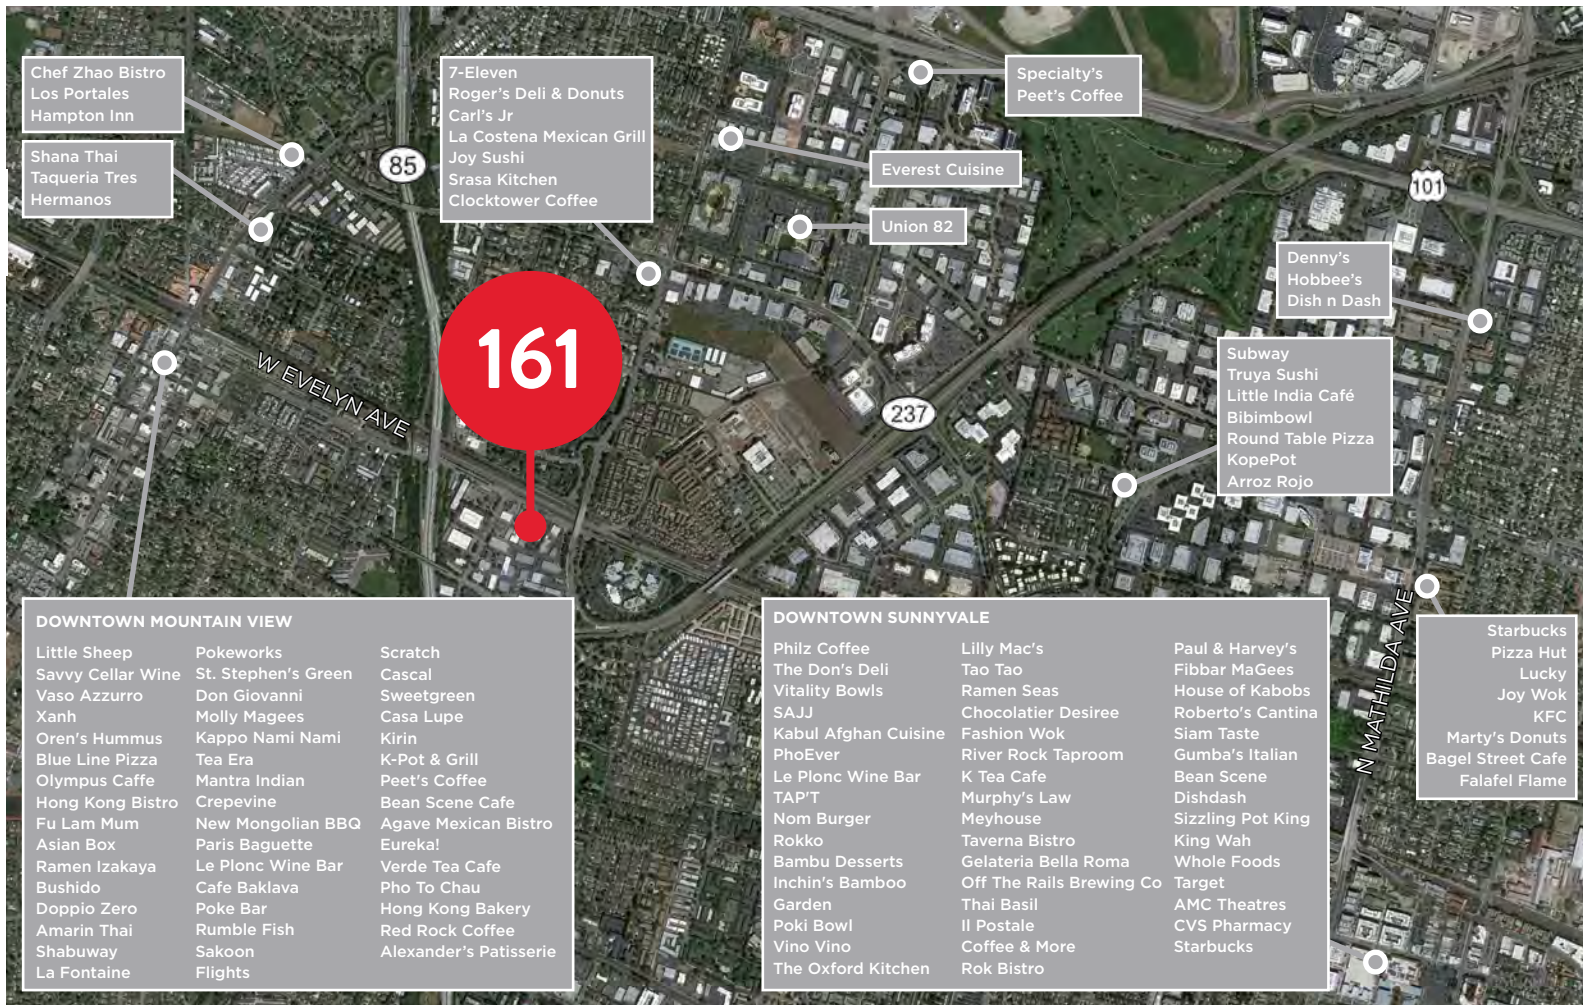 Chef Zhao Bistro
Los Portales
Hampton Inn
Shana Thai
Taqueria Tres
Hermanos
85
7-Eleven
Roger's Deli & Donuts
Carl's Jr
La Costena Mexican Grill
Joy Sushi
Srasa Kitchen
Clocktower Coffee
Specialty's
Peet's Coffee
Everest Cuisine
Union 82
101
Denny's
Hobbee's
Dish n Dash
Subway
Truya Sushi
Little India Café
Bibimbowl
Round Table Pizza
KopePot
Arroz Rojo
161
W EVELYN AVE
237
DOWNTOWN MOUNTAIN VIEW
Little Sheep
Savvy Cellar Wine
Vaso Azzurro
Xanh
Oren's Hummus
Blue Line Pizza
Olympus Caffe
Hong Kong Bistro
Fu Lam Mum
Asian Box
Ramen Izakaya
Bushido
Doppio Zero
Amarin Thai
Shabuway
La Fontaine
Pokeworks
St. Stephen's Green
Don Giovanni
Molly Magees
Kappo Nami Nami
Tea Era
Mantra Indian
Crepevine
New Mongolian BBQ
Paris Baguette
Le Plonc Wine Bar
Cafe Baklava
Poke Bar
Rumble Fish
Sakoon
Flights
Scratch
Cascal
Sweetgreen
Casa Lupe
Kirin
K-Pot & Grill
Peet's Coffee
Bean Scene Cafe
Agave Mexican Bistro
Eureka!
Verde Tea Cafe
Pho To Chau
Hong Kong Bakery
Red Rock Coffee
Alexander's Patisserie
DOWNTOWN SUNNYVALE
Philz Coffee
The Don's Deli
Vitality Bowls
SAJJ
Kabul Afghan Cuisine
PhoEver
Le Plonc Wine Bar
TAP'T
Nom Burger
Rokko
Bambu Desserts
Inchin's Bamboo
Garden
Poki Bowl
Vino Vino
The Oxford Kitchen
Lilly Mac's
Tao Tao
Ramen Seas
Chocolatier Desiree
Fashion Wok
River Rock Taproom
K Tea Cafe
Murphy's Law
Meyhouse
Taverna Bistro
Gelateria Bella Roma
Off The Rails Brewing Co
Thai Basil
Il Postale
Coffee & More
Rok Bistro
Paul & Harvey's
Fibbar MaGees
House of Kabobs
Roberto's Cantina
Siam Taste
Gumba's Italian
Bean Scene
Dishdash
Sizzling Pot King
King Wah
Whole Foods
Target
AMC Theatres
CVS Pharmacy
Starbucks
N MATHILDA AVE
Starbucks
Pizza Hut
Lucky
Joy Wok
KFC
Marty's Donuts
Bagel Street Cafe
Falafel Flame